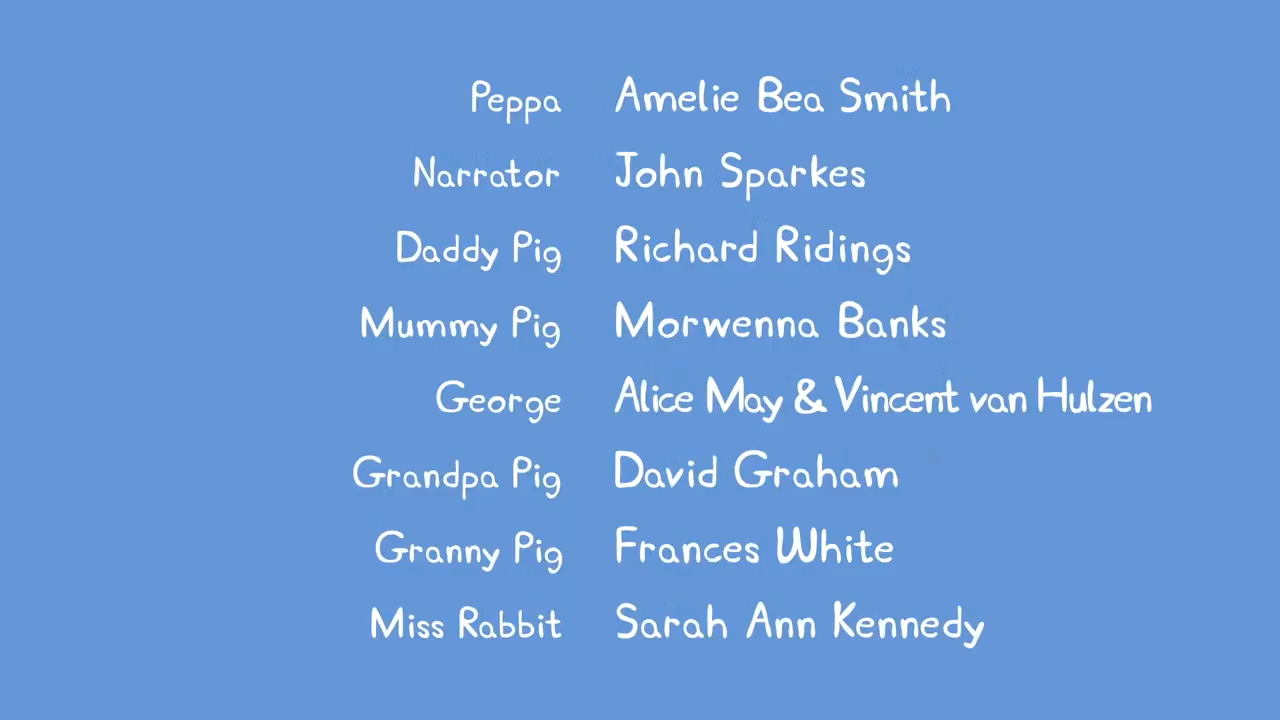 Peppa Amelie Bea Smith
Narrator John Sparkes
Daddy Pig Richard Ridings
Mummy Pig Morwenna Banks
George Alice May & Vincent van Hulzen
Grandpa Pig David Graham
Granny Pig Frances White
Miss Rabbit Sarah Ann Kennedy